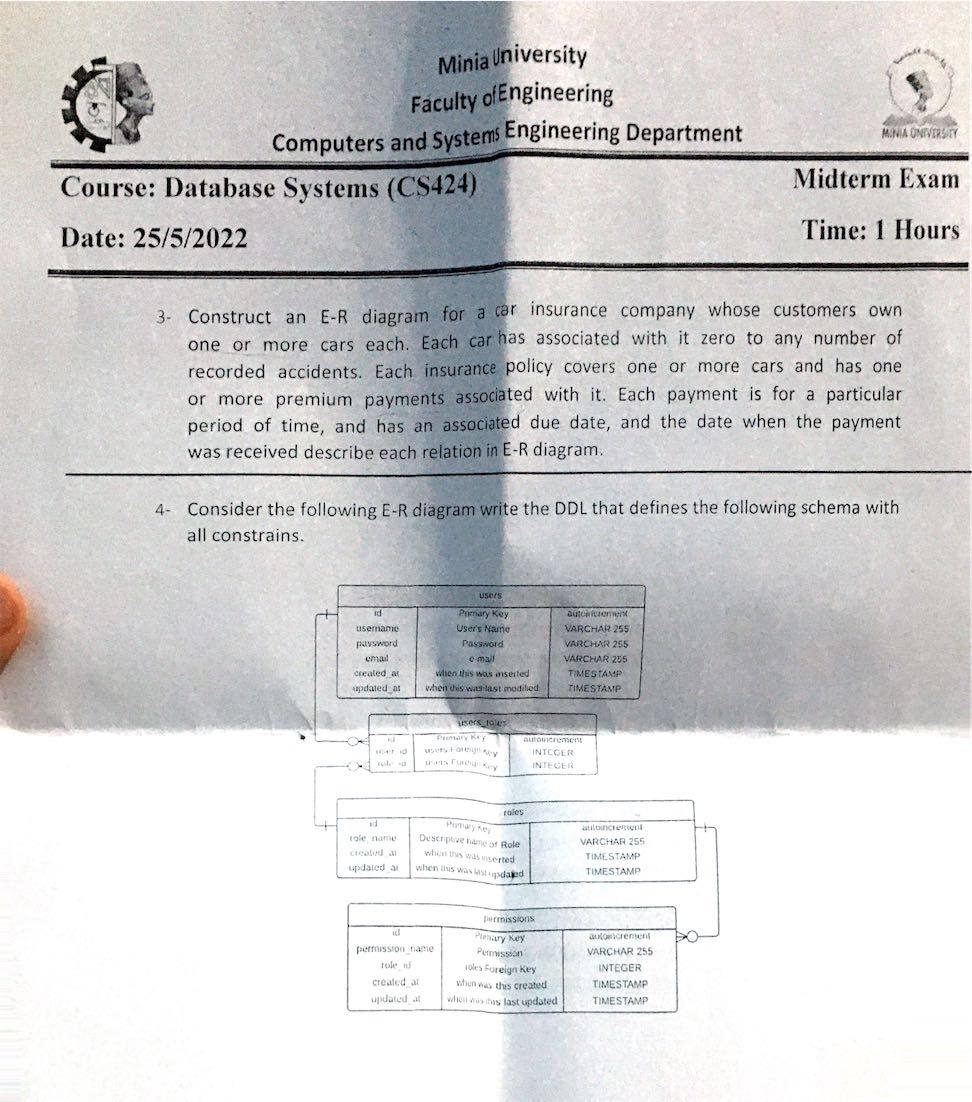 Minia University
Faculty of Engineering
Computers and Systems Engineering Department
MINIA UNIVERSITY
Course: Database Systems (CS424) Midterm Exam
Date: 25/5/2022 Time: 1 Hours
3- Construct an E-R diagram for a car insurance company whose customers own
one or more cars each. Each car has associated with it zero to any number of
recorded accidents. Each insurance policy covers one or more cars and has one
or more premium payments associated with it. Each payment is for a particular
period of time, and has an associated due date, and the date when the payment
was received describe each relation in E-R diagram.
4- Consider the following E-R diagram write the DDL that defines the following schema with
all constrains.
users
id Primary Key autoincrement
username User's Name VARCHAR 255
password Password VARCHAR 255
email e-mail VARCHAR 255
created_at when this was inserted TIMESTAMP
updated_at when this was last modified TIMESTAMP
users_roles
id Primary Key autoincrement
user_id users Foreign Key INTEGER
role_id users Foreign Key INTEGER
roles
id Primary Key autoincrement
role_name Descriptive name of Role VARCHAR 255
created_at when this was inserted TIMESTAMP
updated_at when this was last updated TIMESTAMP
permissions
id Primary Key autoincrement
permission_name Permission VARCHAR 255
role_id roles Foreign Key INTEGER
created_at when was this created TIMESTAMP
updated_at when was this last updated TIMESTAMP